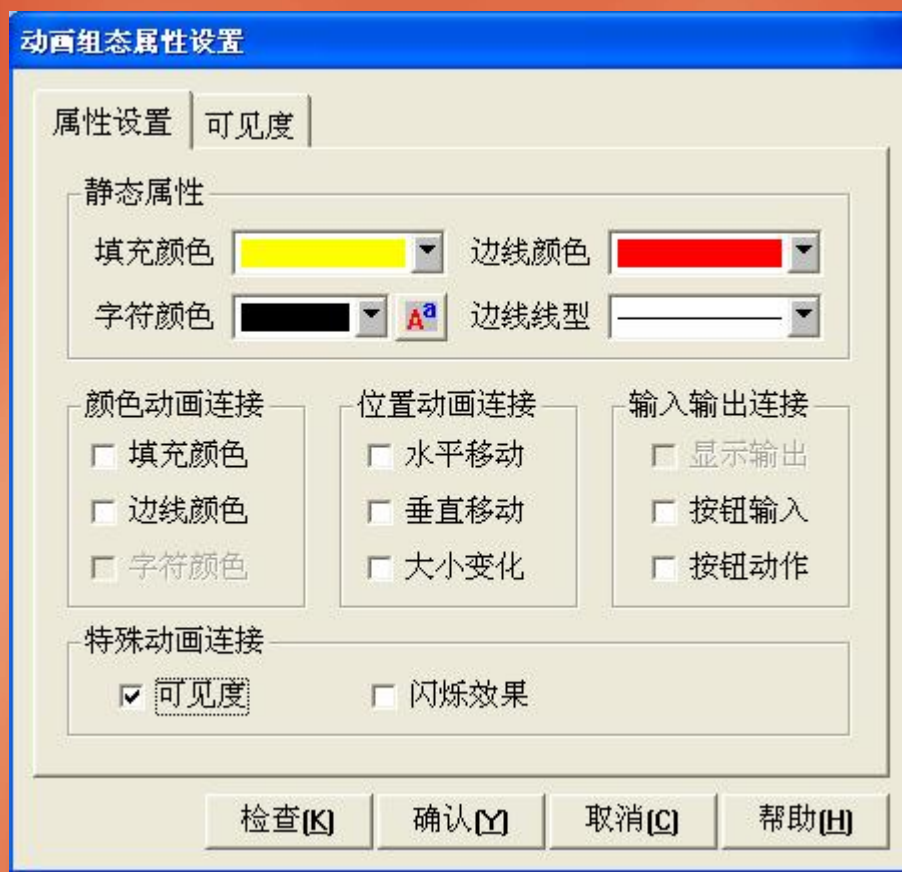 动画组态属性设置
属性设置 可见度
静态属性
填充颜色 边线颜色
字符颜色 Aa 边线线型
颜色动画连接 位置动画连接 输入输出连接
填充颜色 水平移动 显示输出
边线颜色 垂直移动 按钮输入
字符颜色 大小变化 按钮动作
特殊动画连接
可见度 闪烁效果
检查(K) 确认(Y) 取消(C) 帮助(H)